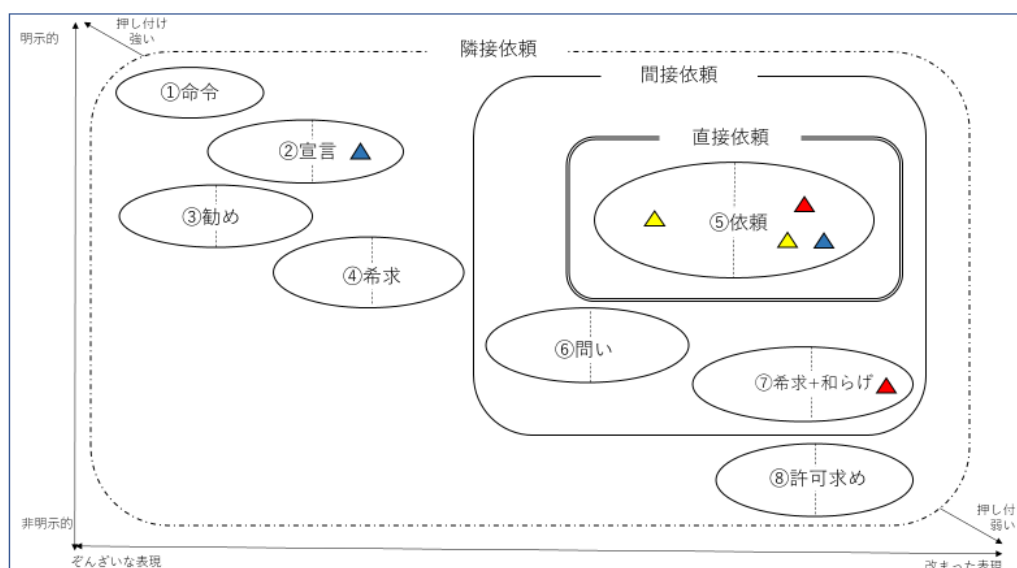 押し付け
強い
明示的
隣接依頼
間接依頼
①命令
直接依頼
②宣言
③勧め
⑤依頼
④希求
⑥問い
⑦希求+和らげ
⑧許可求め
押し付
弱い
非明示的
ぞんざいな表現
改まった表現